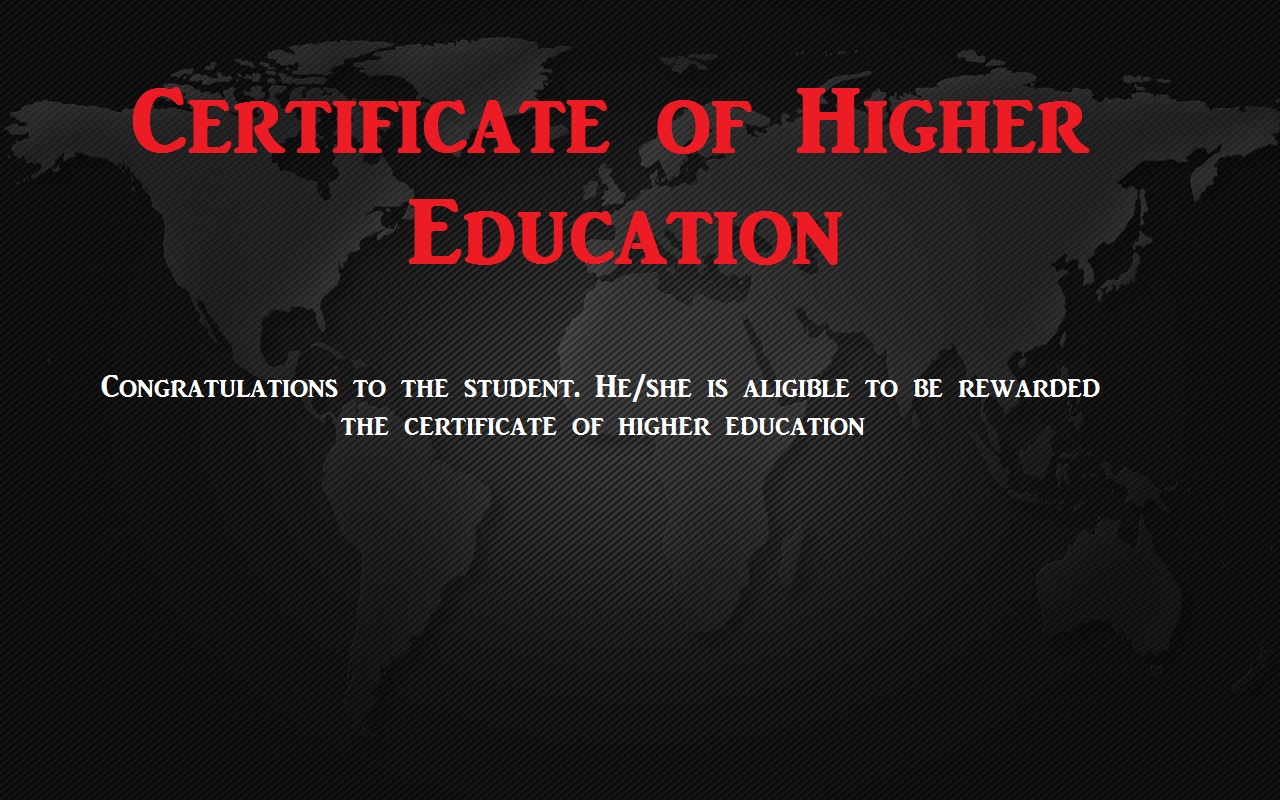 Certificate of Higher
Education
Congratulations to the student. He/she is aligible to be rewarded
the certificate of higher education